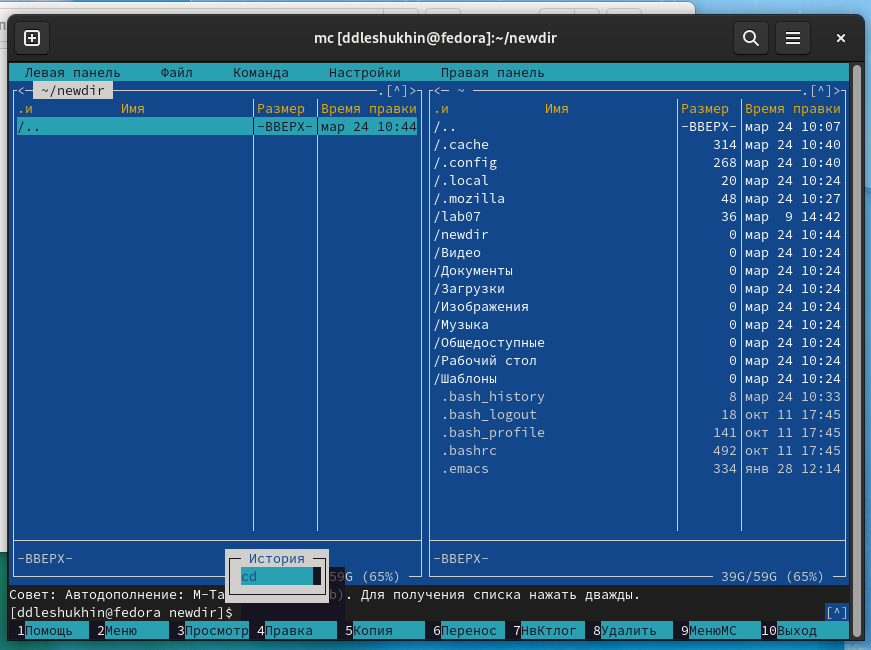 mc [ddleshukhin@fedora]:~/newdir
Левая панель Файл Команда Настройки Правая панель
<─ ~/newdir .[^]> <─ ~ .[^]>
.и Имя Размер Время правки .и Имя Размер Время правки
/.. -ВВЕРХ- мар 24 10:44 /.. -ВВЕРХ- мар 24 10:07
/.cache 314 мар 24 10:40
/.config 268 мар 24 10:40
/.local 20 мар 24 10:24
/.mozilla 48 мар 24 10:27
/lab07 36 мар 9 14:42
/newdir 0 мар 24 10:44
/Видео 0 мар 24 10:24
/Документы 0 мар 24 10:24
/Загрузки 0 мар 24 10:24
/Изображения 0 мар 24 10:24
/Музыка 0 мар 24 10:24
/Общедоступные 0 мар 24 10:24
/Рабочий стол 0 мар 24 10:24
/Шаблоны 0 мар 24 10:24
.bash_history 8 мар 24 10:33
.bash_logout 18 окт 11 17:45
.bash_profile 141 окт 11 17:45
.bashrc 492 окт 11 17:45
.emacs 334 янв 28 12:14
-ВВЕРХ- -ВВЕРХ-
История
cd 59G (65%) 39G/59G (65%)
Совет: Автодополнение: M-Ta b). Для получения списка нажать дважды.
[ddleshukhin@fedora newdir]$ [^]
1Помощь 2Меню 3Просмотр 4Правка 5Копия 6Перенос 7НвКтлог 8Удалить 9МенюMC 10Выход